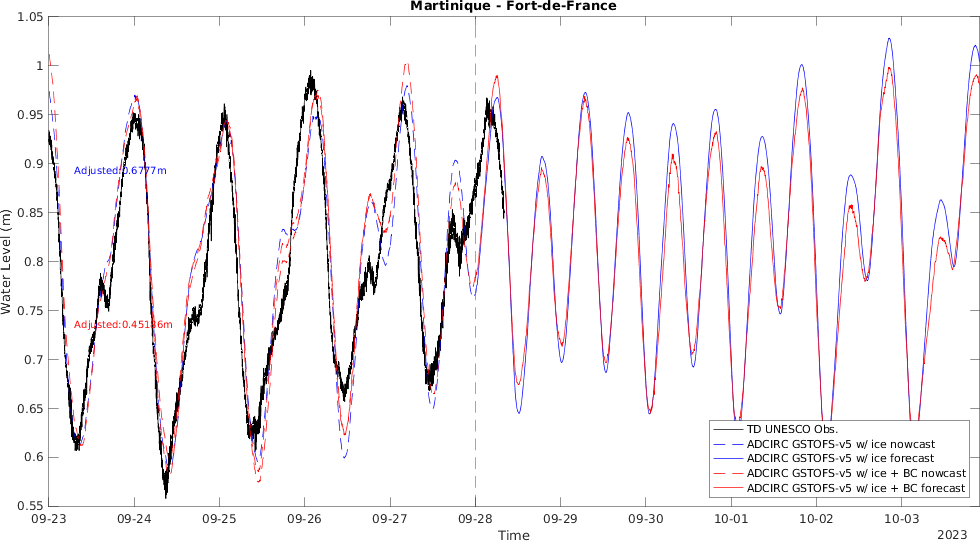 Martinique - Fort-de-France
1.05
1
0.95
0.9
0.85
0.8
0.75
0.7
0.65
0.6
0.55
Water Level (m)
Adjusted:0.6777m
Adjusted:0.45186m
TD UNESCO Obs.
ADCIRC GSTOFS-v5 w/ ice nowcast
ADCIRC GSTOFS-v5 w/ ice forecast
ADCIRC GSTOFS-v5 w/ ice + BC nowcast
ADCIRC GSTOFS-v5 w/ ice + BC forecast
09-23 09-24 09-25 09-26 09-27 09-28 09-29 09-30 10-01 10-02 10-03
Time
2023